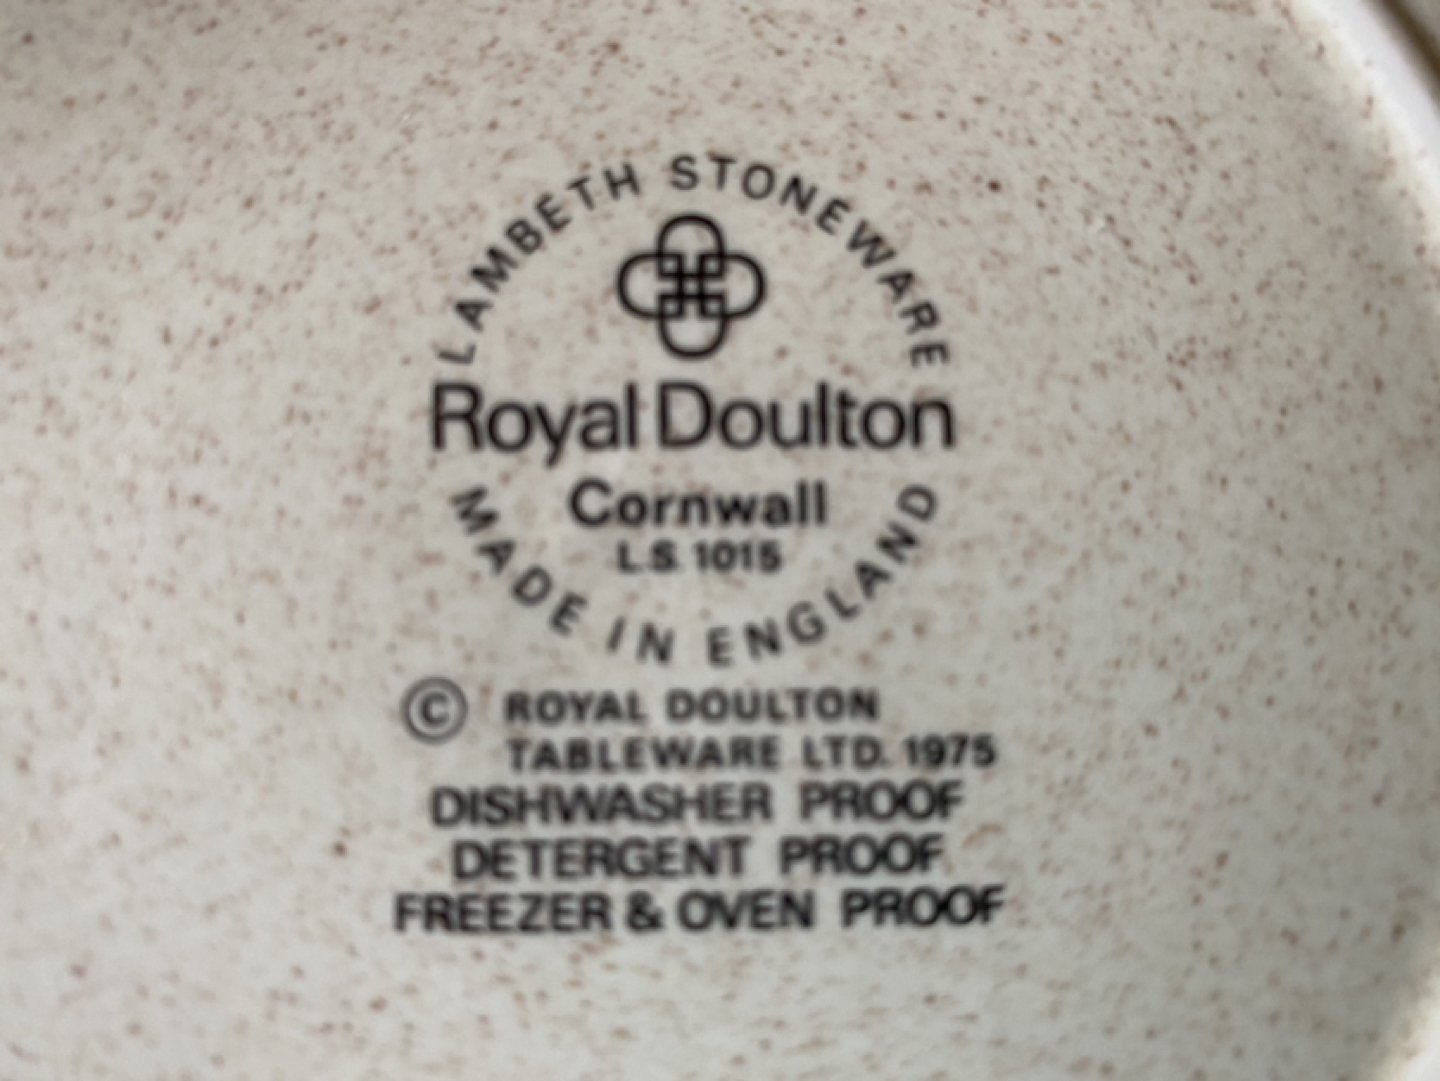 LAMBETH STONEWARE
Royal Doulton
Cornwall
L.S. 1015
MADE IN ENGLAND
© ROYAL DOULTON
TABLEWARE LTD. 1975
DISHWASHER PROOF
DETERGENT PROOF
FREEZER & OVEN PROOF